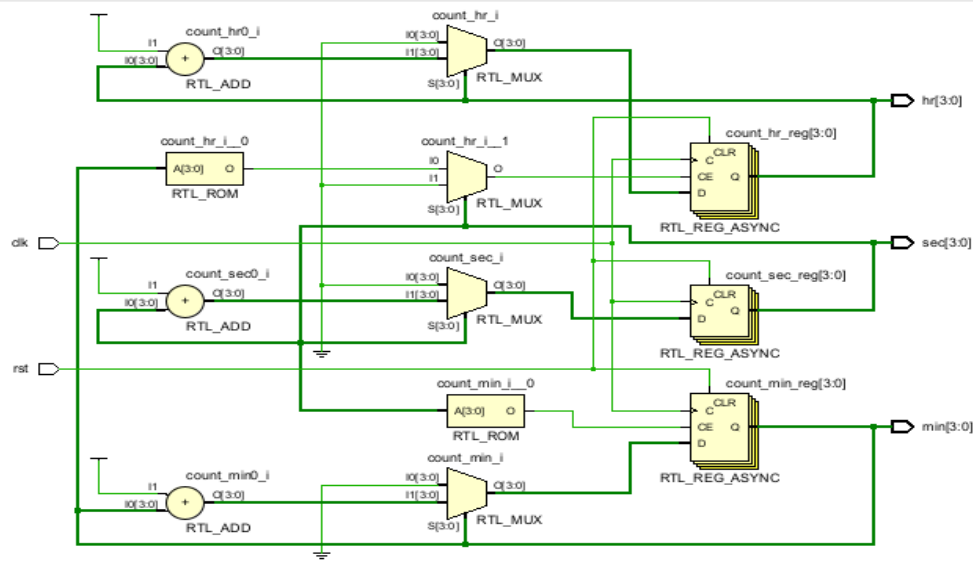 count_hr_i
count_hr0_i
I1
I0[3:0]
+
O[3:0]
RTL_ADD
I0[3:0]
I1[3:0]
S[3:0]
O[3:0]
RTL_MUX
hr[3:0]
count_hr_i__0
A[3:0]
O
RTL_ROM
count_hr_i__1
I0
I1
S[3:0]
O
RTL_MUX
count_hr_reg[3:0]
CLR
C
CE
D
Q
RTL_REG_ASYNC
clk
sec[3:0]
count_sec0_i
I1
I0[3:0]
+
O[3:0]
RTL_ADD
count_sec_i
I0[3:0]
I1[3:0]
S[3:0]
O[3:0]
RTL_MUX
count_sec_reg[3:0]
CLR
C
D
Q
RTL_REG_ASYNC
rst
count_min_i__0
A[3:0]
O
RTL_ROM
count_min_reg[3:0]
CLR
C
CE
D
Q
RTL_REG_ASYNC
min[3:0]
count_min0_i
I1
I0[3:0]
+
O[3:0]
RTL_ADD
count_min_i
I0[3:0]
I1[3:0]
S[3:0]
O[3:0]
RTL_MUX